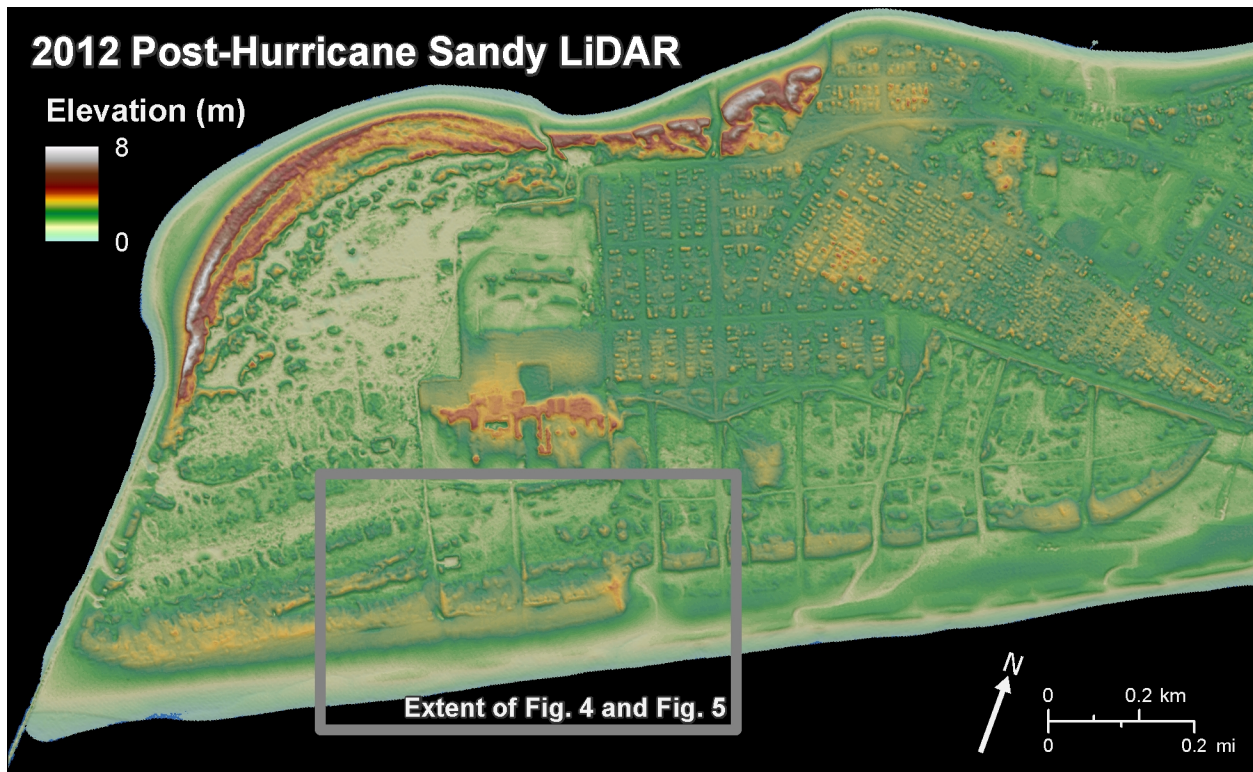 2012 Post-Hurricane Sandy LiDAR
Elevation (m)
8
0
Extent of Fig. 4 and Fig. 5
N
0 0.2 km
0 0.2 mi